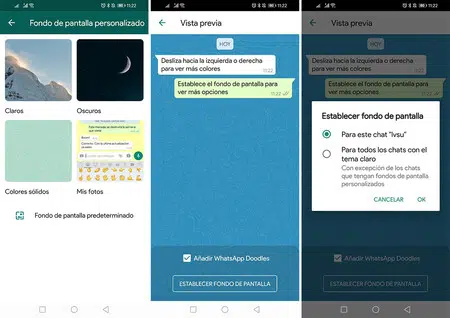 11:22
Fondo de pantalla personalizado
Claros
Oscuros
Colores sólidos
Mis fotos
Fondo de pantalla predeterminado
11:22
Vista previa
HOY
Desliza hacia la izquierda o derecha
para ver más colores
11:22
Establece el fondo de pantalla para
ver más opciones
11:22
Añadir WhatsApp Doodles
ESTABLECER FONDO DE PANTALLA
11:22
Vista previa
HOY
Desliza hacia la izquierda o derecha
para ver más colores
11:22
Establece el fondo de pantalla para
ver más opciones
11:22
Establecer fondo de pantalla
Para este chat "Ivsu"
Para todos los chats con el
tema claro
Con excepción de los chats
que tengan fondos de pantalla
personalizados
CANCELAR
OK
Añadir WhatsApp Doodles
ESTABLECER FONDO DE PANTALLA